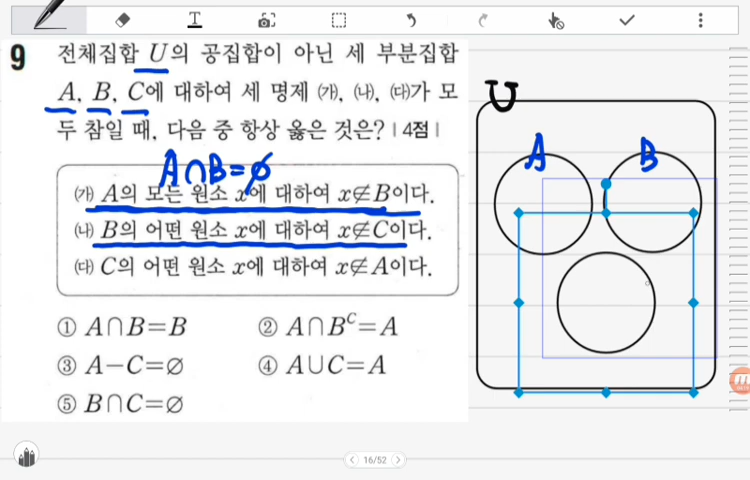 T
9 전체집합 U의 공집합이 아닌 세 부분집합
A, B, C에 대하여 세 명제 ㈎, ㈏, ㈐가 모
두 참일 때, 다음 중 항상 옳은 것은? | 4점 |
A∩B=∅
㈎ A의 모든 원소 x에 대하여 x∉B이다.
㈏ B의 어떤 원소 x에 대하여 x∉C이다.
㈐ C의 어떤 원소 x에 대하여 x∉A이다.
① A∩B=B ② A∩Bᶜ=A
③ A−C=∅ ④ A∪C=A
⑤ B∩C=∅
U
A B
16/52